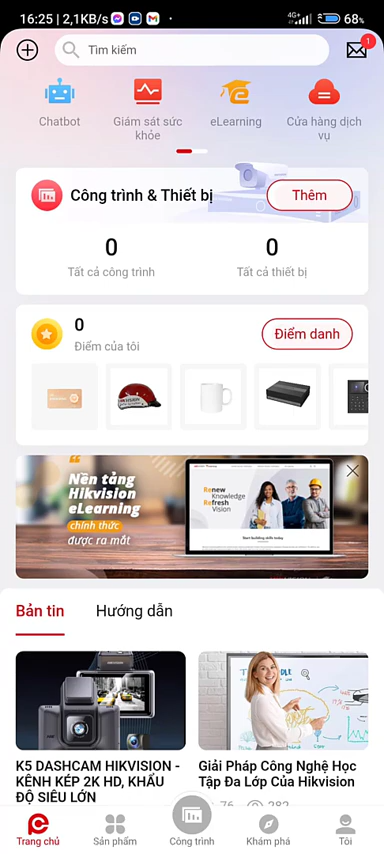 16:25 | 2,1KB/s
4G+
68%
Tìm kiếm
1
Chatbot
Giám sát sức
khỏe
eLearning
Cửa hàng dịch
vụ
Công trình & Thiết bị
Thêm
0
Tất cả công trình
0
Tất cả thiết bị
0
Điểm của tôi
Điểm danh
Nền tảng
Hikvision
eLearning
chính thức
được ra mắt
Renew
Knowledge
Refresh
Vision
Start building skills today
Bản tin
Hướng dẫn
K5 DASHCAM HIKVISION -
KÊNH KÉP 2K HD, KHẨU
ĐỘ SIÊU LỚN
Giải Pháp Công Nghệ Học
Tập Đa Lớp Của Hikvision
76
282
Trang chủ
Sản phẩm
Công trình
Khám phá
Tôi